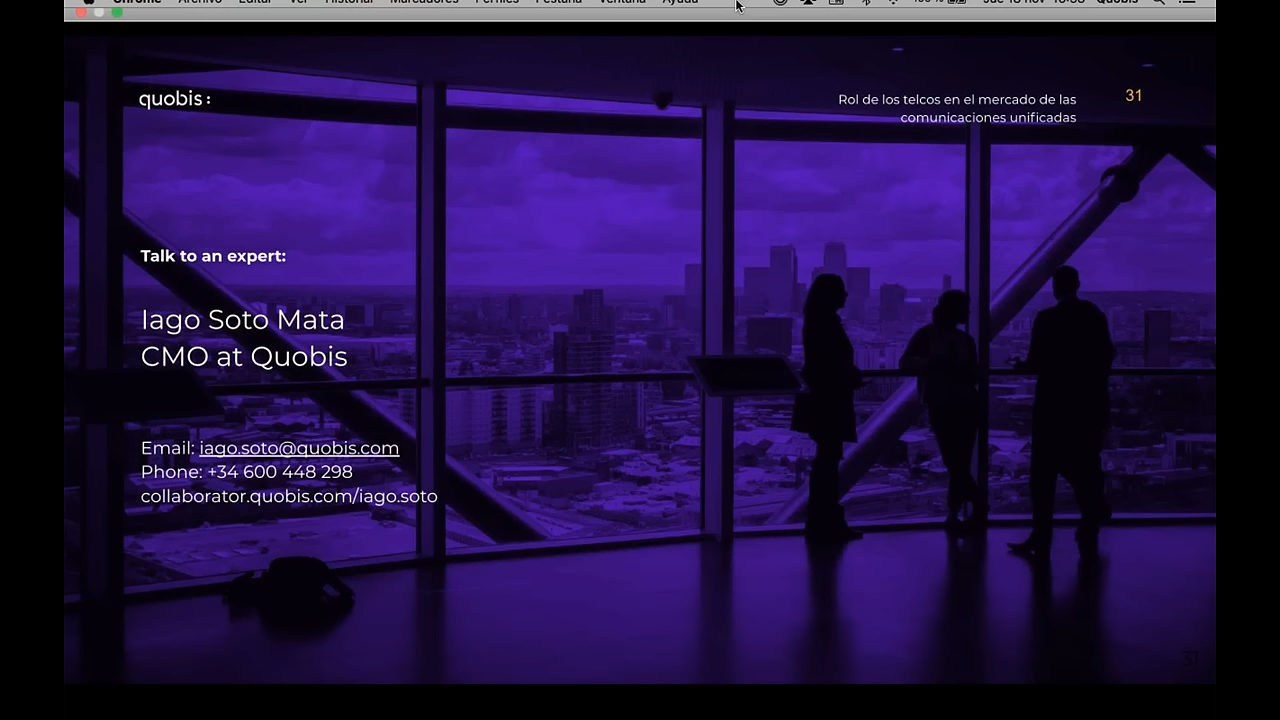 quobis:
Rol de los telcos en el mercado de las
comunicaciones unificadas
31
Talk to an expert:
Iago Soto Mata
CMO at Quobis
Email: iago.soto@quobis.com
Phone: +34 600 448 298
collaborator.quobis.com/iago.soto
31